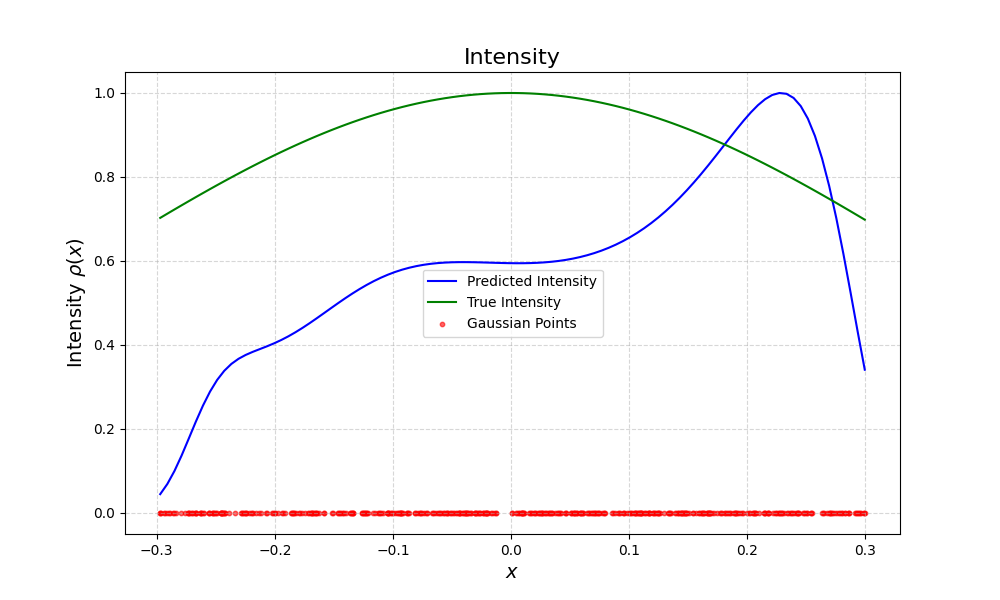 Intensity
Intensity ρ(x)
1.0
0.8
0.6
0.4
0.2
0.0
Predicted Intensity
True Intensity
Gaussian Points
−0.3
−0.2
−0.1
0.0
0.1
0.2
0.3
x